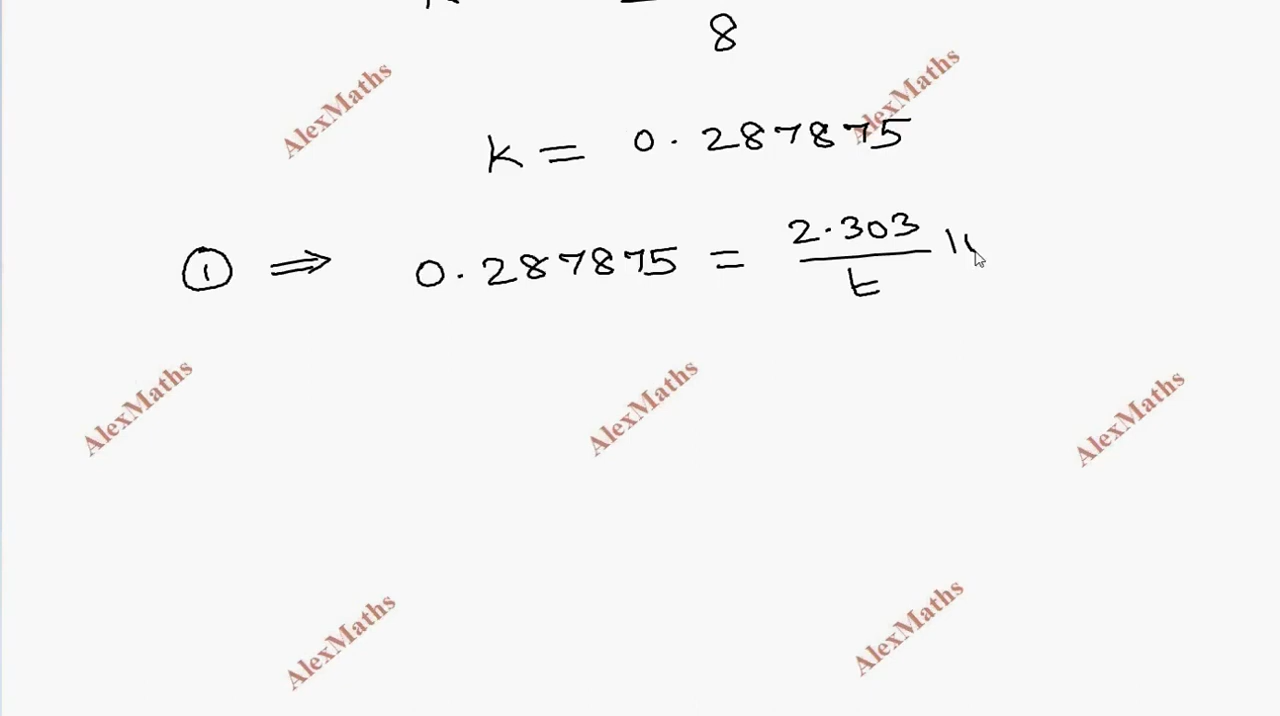 8
AlexMaths AlexMaths
k = 0.287875
① ⇒ 0.287875 = 2.303 / t
AlexMaths AlexMaths AlexMaths
AlexMaths AlexMaths